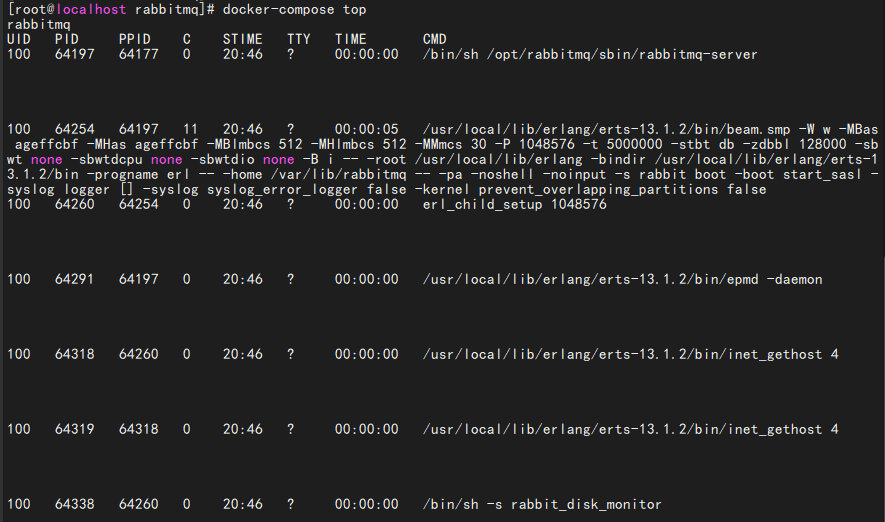 [root@localhost rabbitmq]# docker-compose top
rabbitmq
UID   PID    PPID   C    STIME   TTY   TIME       CMD
100   64197   64177   0    20:46   ?    00:00:00   /bin/sh /opt/rabbitmq/sbin/rabbitmq-server
100   64254   64197   11   20:46   ?    00:00:05   /usr/local/lib/erlang/erts-13.1.2/bin/beam.smp -W w -MBas
ageffcbf -MHas ageffcbf -MBlmbcs 512 -MHlmbcs 512 -MMmcs 30 -P 1048576 -t 5000000 -stbt db -zdbbl 128000 -sb
wt none -sbwtdcpu none -sbwtdio none -B i -- -root /usr/local/lib/erlang -bindir /usr/local/lib/erlang/erts-1
3.1.2/bin -progname erl -- -home /var/lib/rabbitmq -- -pa -noshell -noinput -s rabbit boot -boot start_sasl -
syslog logger [] -syslog syslog_error_logger false -kernel prevent_overlapping_partitions false
100   64260   64254   0    20:46   ?    00:00:00   erl_child_setup 1048576
100   64291   64197   0    20:46   ?    00:00:00   /usr/local/lib/erlang/erts-13.1.2/bin/epmd -daemon
100   64318   64260   0    20:46   ?    00:00:00   /usr/local/lib/erlang/erts-13.1.2/bin/inet_gethost 4
100   64319   64318   0    20:46   ?    00:00:00   /usr/local/lib/erlang/erts-13.1.2/bin/inet_gethost 4
100   64338   64260   0    20:46   ?    00:00:00   /bin/sh -s rabbit_disk_monitor